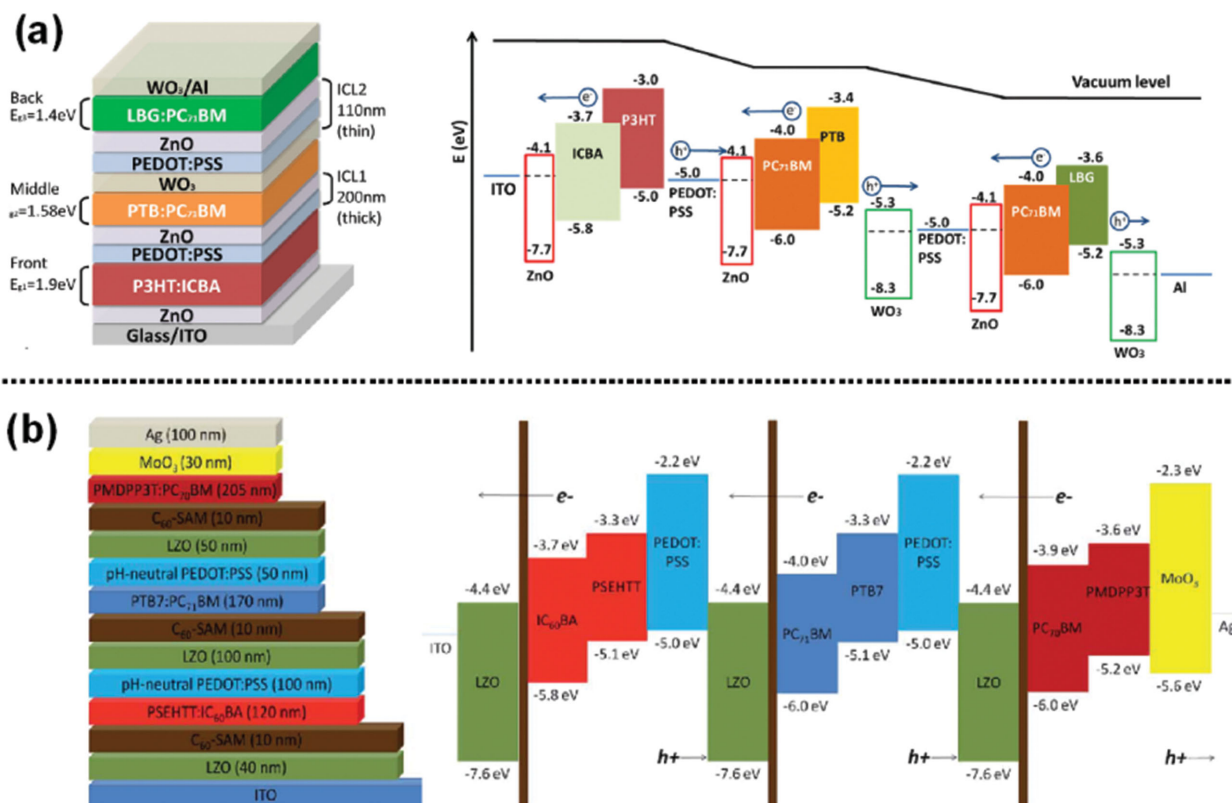 (a)
WO₃/Al
LBG:PC₇₁BM
ZnO
PEDOT:PSS
WO₃
PTB:PC₇₁BM
ZnO
PEDOT:PSS
P3HT:ICBA
ZnO
Glass/ITO
Back
Eg₃=1.4eV
Middle
g₂=1.58eV
Front
Eg₁=1.9eV
ICL2
110nm
(thin)
ICL1
200nm
(thick)
E (eV)
Vacuum level
ITO
-4.1
-7.7
ZnO
e-
-3.7
ICBA
-5.8
-3.0
P3HT
-5.0
h+
-5.0
PEDOT:
PSS
-4.1
-7.7
ZnO
e-
-4.0
PC₇₁BM
-6.0
-3.4
PTB
-5.2
h+
-5.3
-8.3
WO₃
-5.0
PEDOT:
PSS
-4.1
-7.7
ZnO
e-
-4.0
PC₇₁BM
-6.0
-3.6
LBG
-5.2
h+
-5.3
-8.3
WO₃
Al
(b)
Ag (100 nm)
MoO₃ (30 nm)
PMDPP3T:PC₇₀BM (205 nm)
C₆₀-SAM (10 nm)
LZO (50 nm)
pH-neutral PEDOT:PSS (50 nm)
PTB7:PC₇₁BM (170 nm)
C₆₀-SAM (10 nm)
LZO (100 nm)
pH-neutral PEDOT:PSS (100 nm)
PSEHTT:IC₆₀BA (120 nm)
C₆₀-SAM (10 nm)
LZO (40 nm)
ITO
ITO
-4.4 eV
LZO
-7.6 eV
e-
-3.7 eV
IC₆₀BA
-5.8 eV
-3.3 eV
PSEHTT
-5.1 eV
-2.2 eV
PEDOT:
PSS
-5.0 eV
h+
-4.4 eV
LZO
-7.6 eV
e-
-4.0 eV
PC₇₁BM
-6.0 eV
-3.3 eV
PTB7
-5.1 eV
-2.2 eV
PEDOT:
PSS
-5.0 eV
h+
-4.4 eV
LZO
-7.6 eV
e-
-3.9 eV
PC₇₀BM
-6.0 eV
-3.6 eV
PMDPP3T
-5.2 eV
-2.3 eV
MoO₃
-5.6 eV
h+
Ag